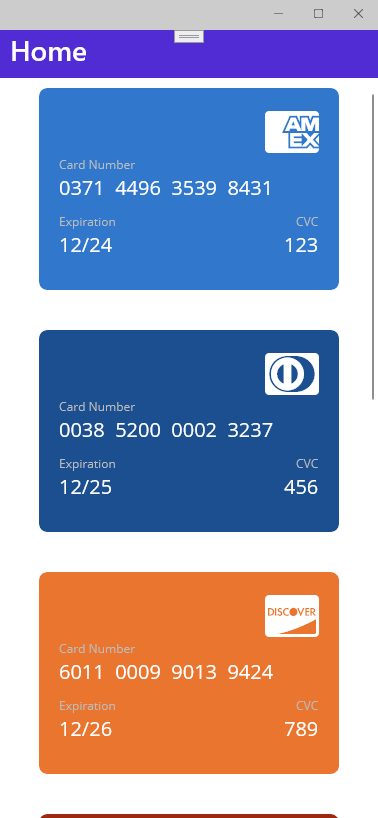 Home
AM
EX
Card Number
0371 4496 3539 8431
Expiration CVC
12/24 123
Card Number
0038 5200 0002 3237
Expiration CVC
12/25 456
DISCOVER
Card Number
6011 0009 9013 9424
Expiration CVC
12/26 789